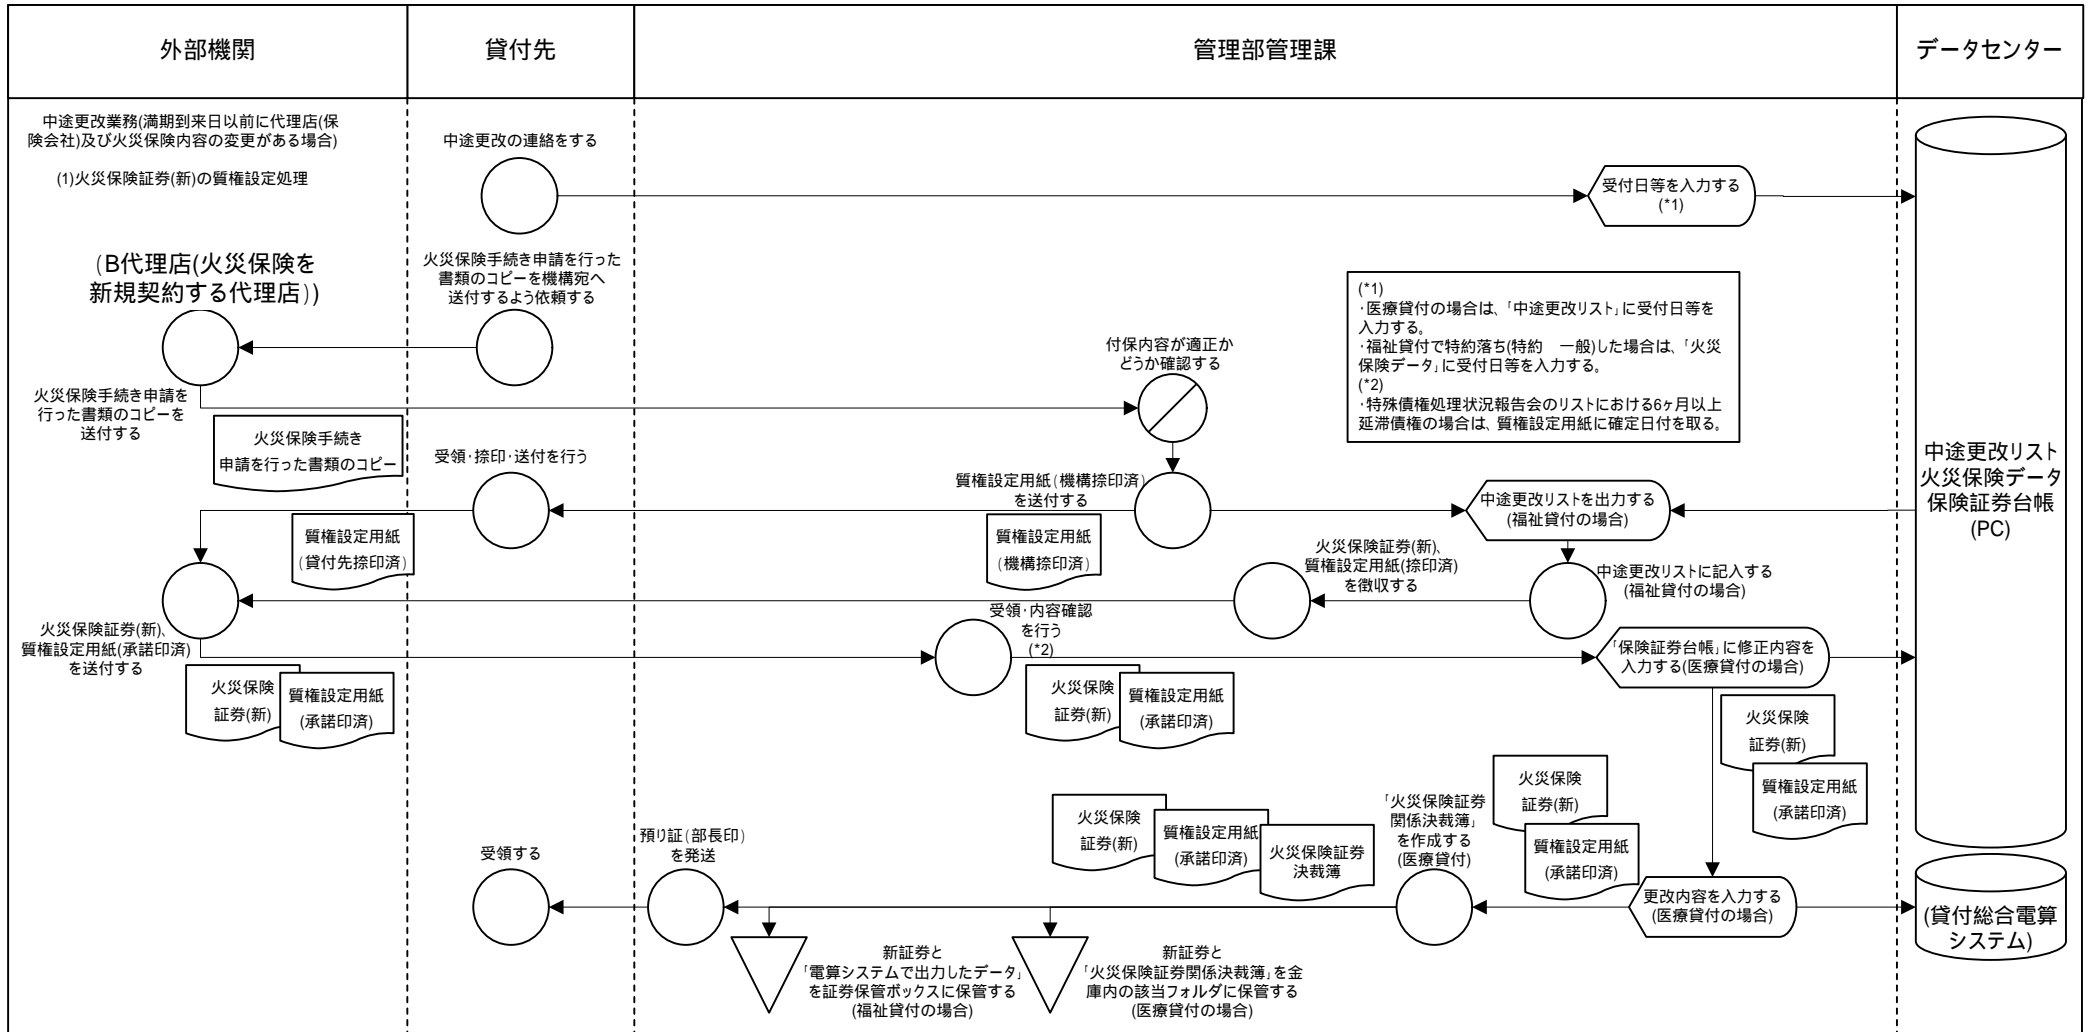 外部機関
貸付先
管理部管理課
データセンター
中途更改業務(満期到来日以前に代理店(保
険会社)及び火災保険内容の変更がある場合)
(1)火災保険証券(新)の質権設定処理
中途更改の連絡をする
受付日等を入力する
(*1)
(B代理店(火災保険を
新規契約する代理店))
火災保険手続き申請を行った
書類のコピーを機構宛へ
送付するよう依頼する
(*1)
・医療貸付の場合は、「中途更改リスト」に受付日等を
入力する。
・福祉貸付で特約落ち(特約　一般)した場合は、「火災
保険データ」に受付日等を入力する。
(*2)
・特殊債権処理状況報告会のリストにおける6ヶ月以上
延滞債権の場合は、質権設定用紙に確定日付を取る。
付保内容が適正か
どうか確認する
火災保険手続き申請を
行った書類のコピーを
送付する
火災保険手続き
申請を行った書類のコピー
受領・捺印・送付を行う
質権設定用紙(機構捺印済)
を送付する
中途更改リストを出力する
(福祉貸付の場合)
中途更改リスト
火災保険データ
保険証券台帳
(PC)
質権設定用紙
(貸付先捺印済)
質権設定用紙
(機構捺印済)
火災保険証券(新)、
質権設定用紙(捺印済)
を徴収する
中途更改リストに記入する
(福祉貸付の場合)
火災保険証券(新)、
質権設定用紙(承諾印済)
を送付する
受領・内容確認
を行う
(*2)
「保険証券台帳」に修正内容を
入力する(医療貸付の場合)
火災保険
証券(新)
質権設定用紙
(承諾印済)
火災保険
証券(新)
質権設定用紙
(承諾印済)
火災保険
証券(新)
質権設定用紙
(承諾印済)
火災保険
証券(新)
質権設定用紙
(承諾印済)
「火災保険証券
関係決裁簿」
を作成する
(医療貸付)
火災保険
証券(新)
質権設定用紙
(承諾印済)
火災保険証券
決裁簿
預り証(部長印)
を発送
受領する
更改内容を入力する
(医療貸付の場合)
(貸付総合電算
システム)
新証券と
「電算システムで出力したデータ」
を証券保管ボックスに保管する
(福祉貸付の場合)
新証券と
「火災保険証券関係決裁簿」を金
庫内の該当フォルダに保管する
(医療貸付の場合)